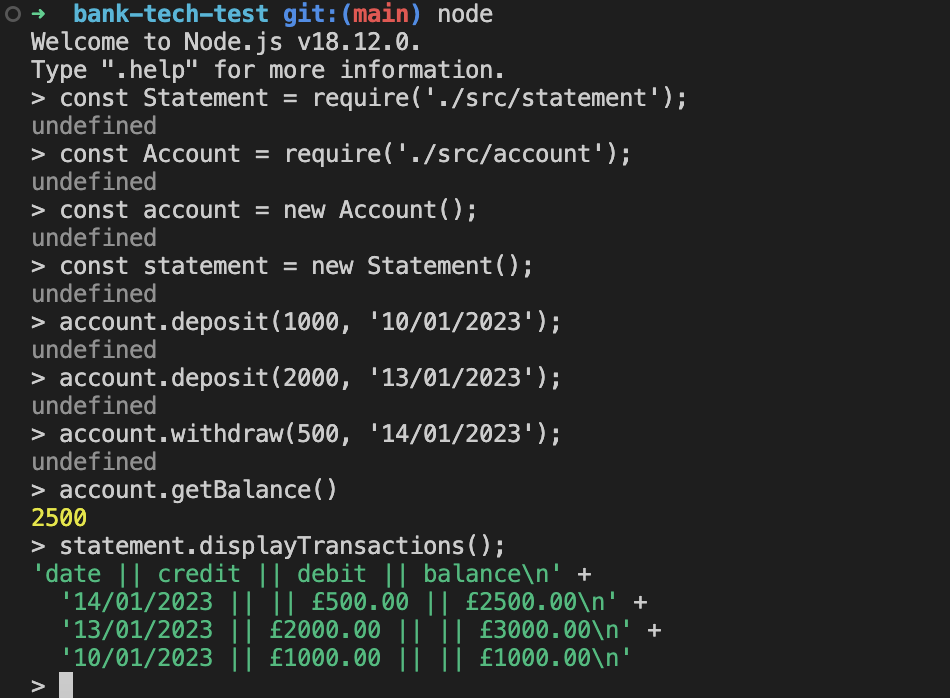 ➜ bank-tech-test git:(main) node
Welcome to Node.js v18.12.0.
Type ".help" for more information.
> const Statement = require('./src/statement');
undefined
> const Account = require('./src/account');
undefined
> const account = new Account();
undefined
> const statement = new Statement();
undefined
> account.deposit(1000, '10/01/2023');
undefined
> account.deposit(2000, '13/01/2023');
undefined
> account.withdraw(500, '14/01/2023');
undefined
> account.getBalance()
2500
> statement.displayTransactions();
'date || credit || debit || balance\n' +
  '14/01/2023 || || £500.00 || £2500.00\n' +
  '13/01/2023 || £2000.00 || || £3000.00\n' +
  '10/01/2023 || £1000.00 || || £1000.00\n'
>